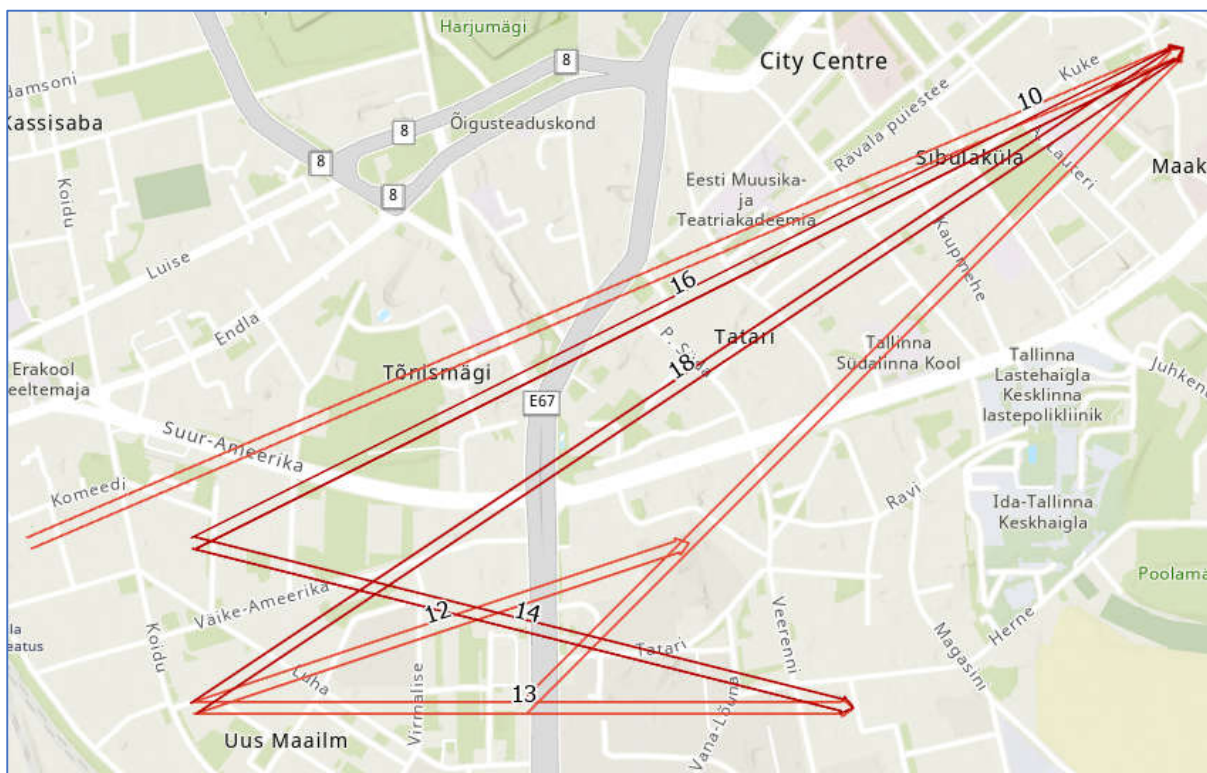 Harjumägi
8
City Centre
Kuke
damsoni
10
Kassisaba
8
Õigusteaduskond
Rävala puiestee
8
Sibulaküla
Lauteri
Maak
Koidu
8
Eesti Muusika-
ja
Teatriakadeemia
Kaupmehe
Luise
16
Endla
P. Süda
Tatari
Tallinna
Südalinna Kool
Tallinna
Lastehaigla
Kesklinna
lastepolikliinik
Juhken
Erakool
eeltemaja
Tõnismägi
18
E67
Suur-Ameerika
Komeedi
Ravi
Ida-Tallinna
Keskhaigla
Poolamä
Väike-Ameerika
12
14
Veerenni
Herne
la
eatus
Koidu
Tatari
Magasini
Luha
Virmalise
13
Vana-Lõuna
Uus Maailm